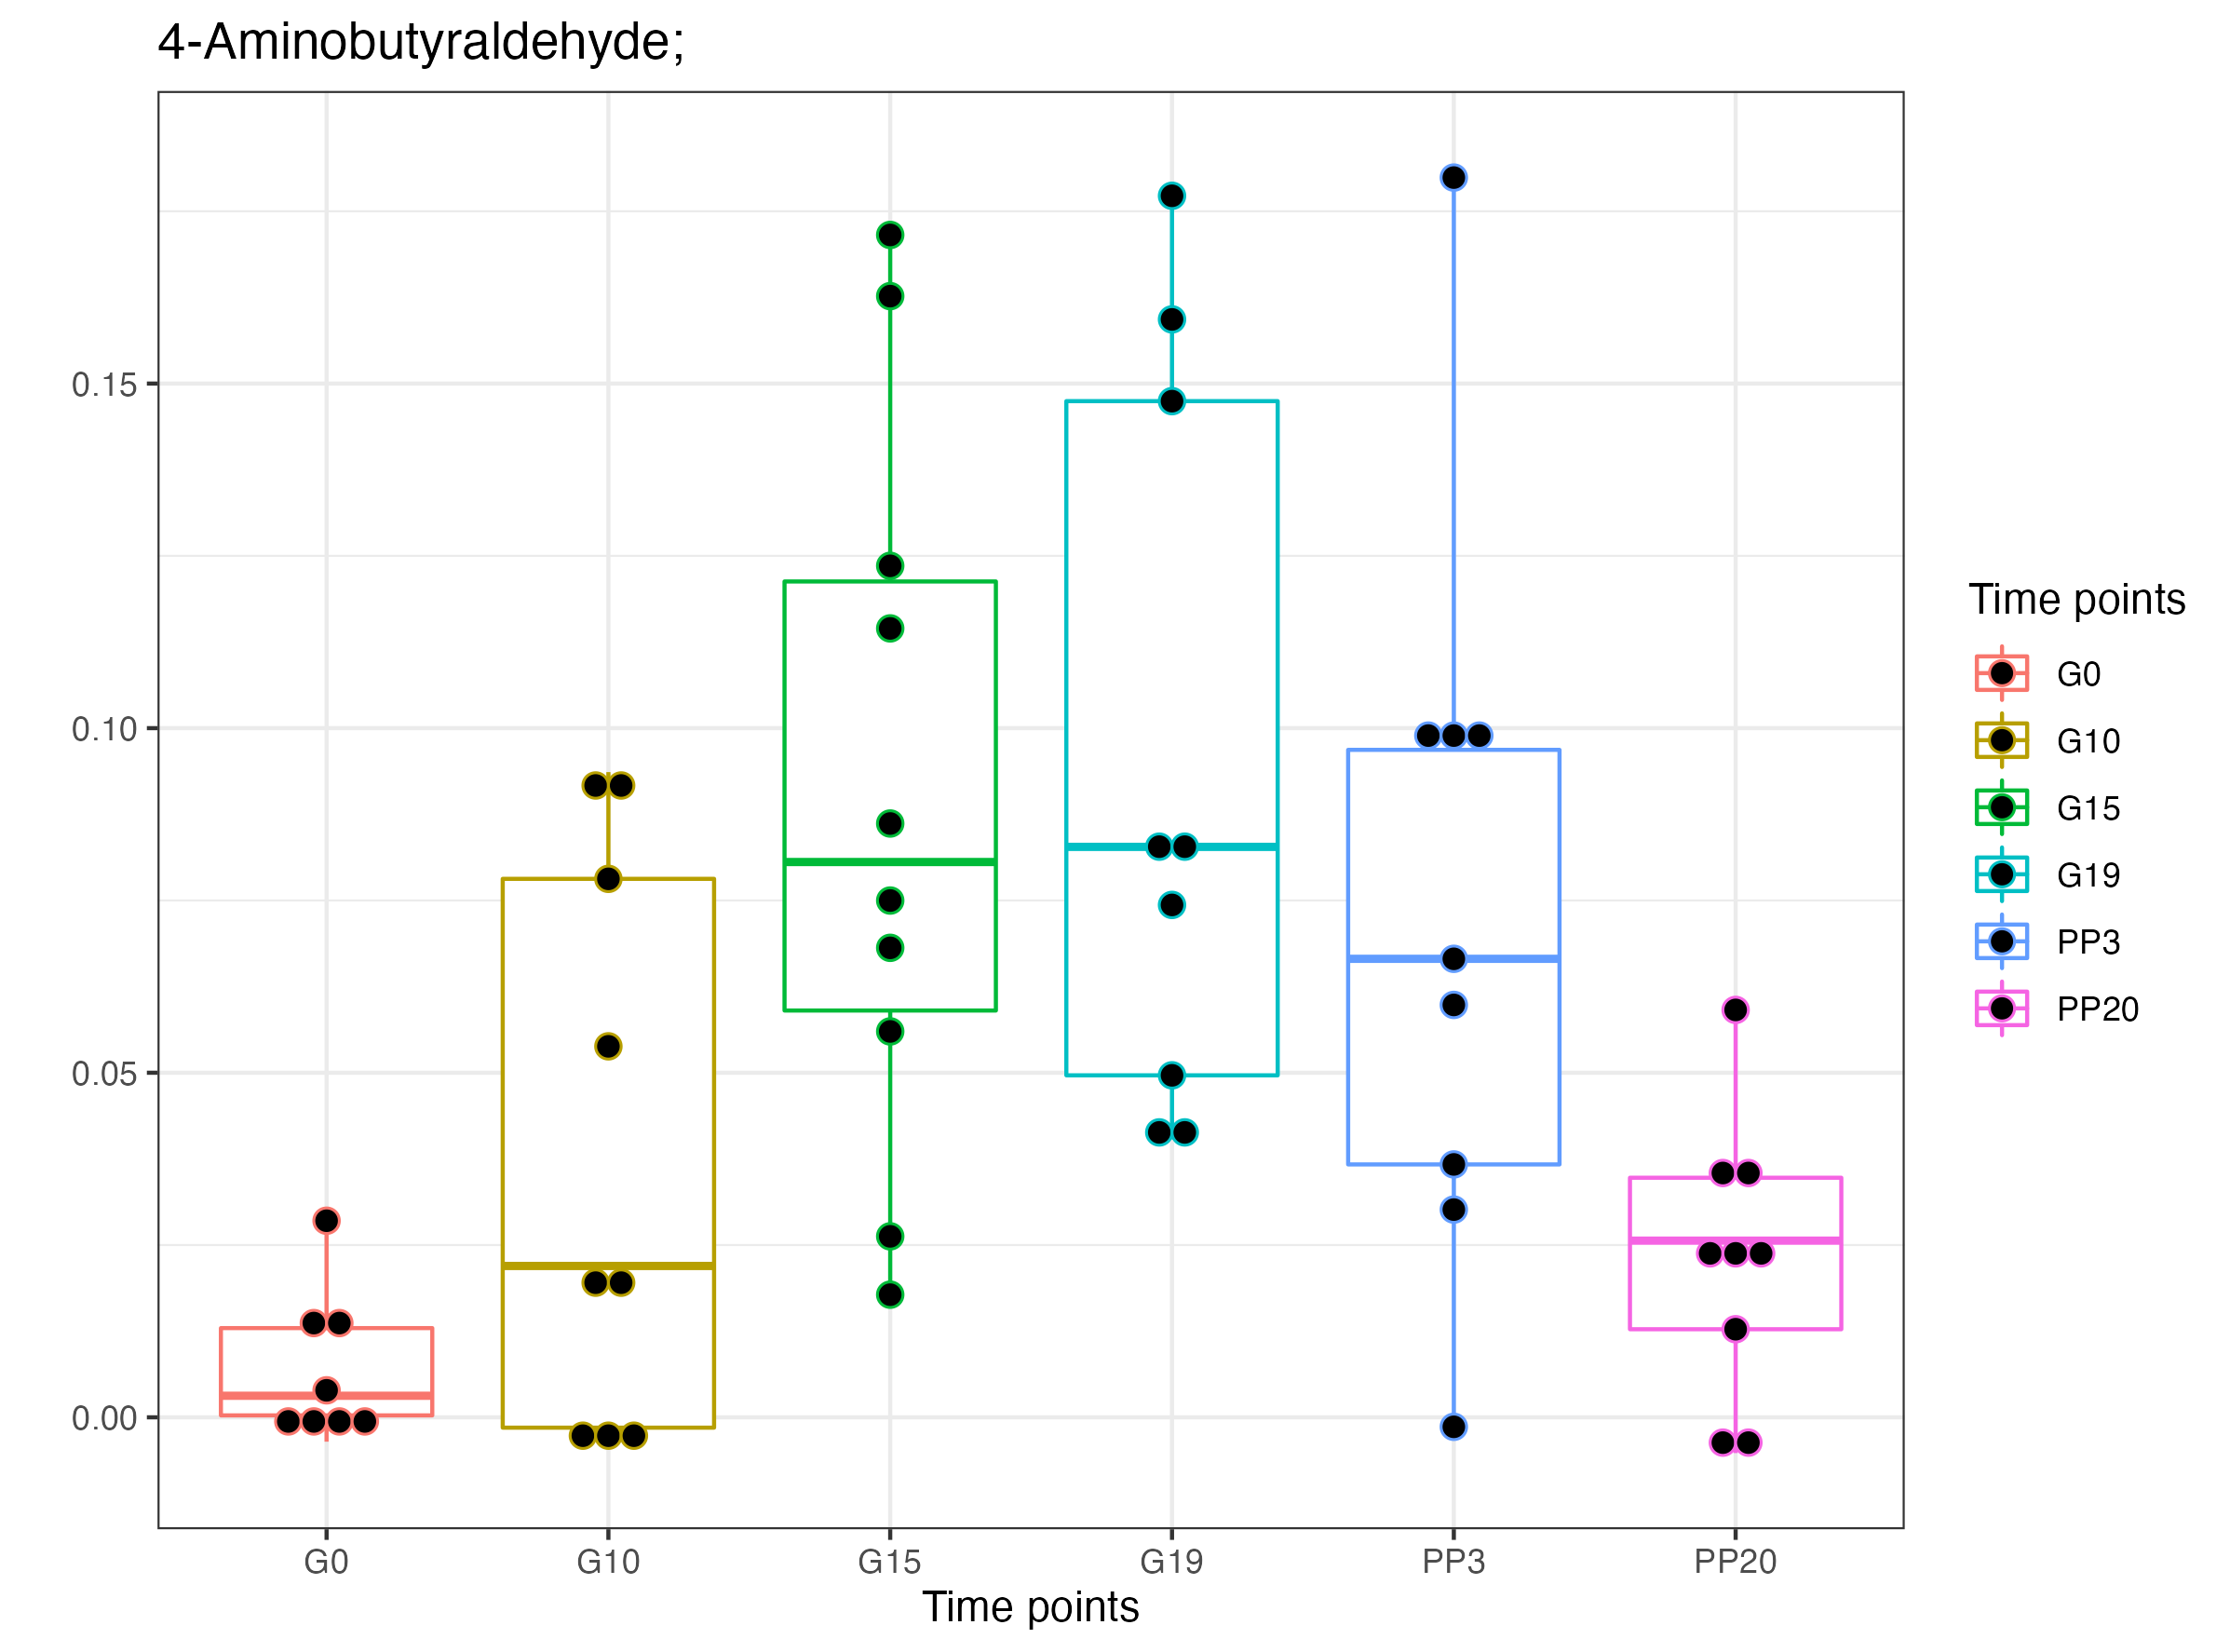 4-Aminobutyraldehyde;
0.15
0.10
0.05
0.00
G0 G10 G15 G19 PP3 PP20
Time points
Time points
G0
G10
G15
G19
PP3
PP20